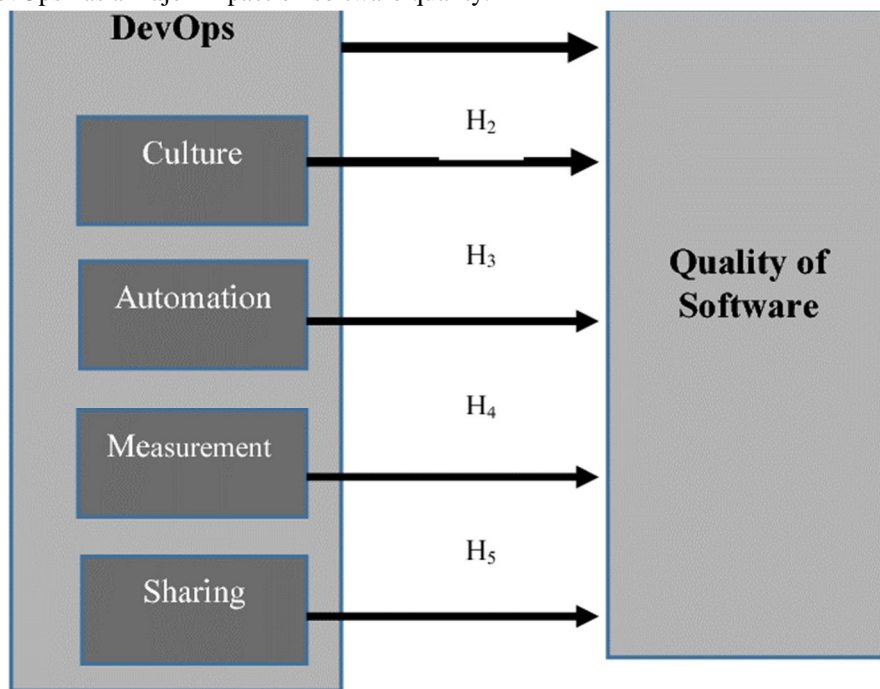 DevOps
H₂
Culture
H₃
Automation
Quality of
Software
H₄
Measurement
H₅
Sharing